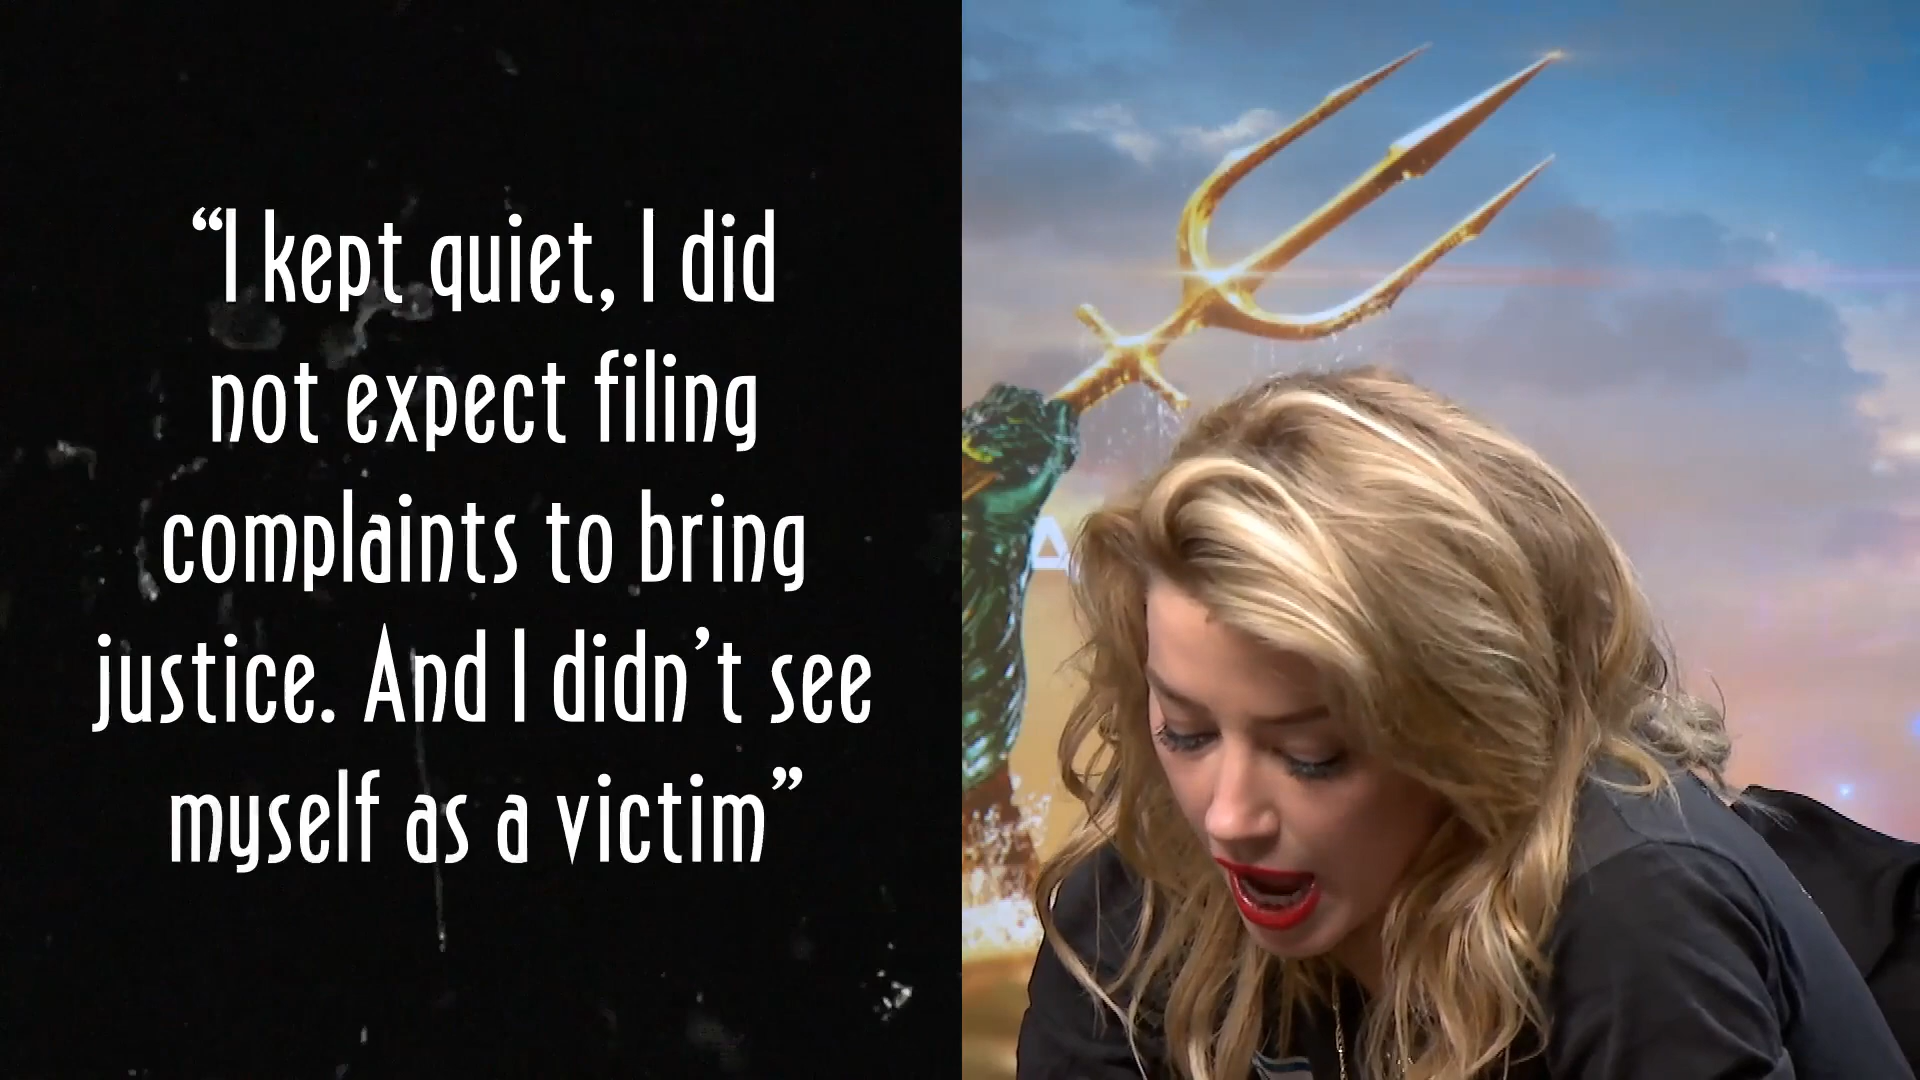 “I kept quiet, I did
not expect filing
complaints to bring
justice. And I didn’t see
myself as a victim”
A